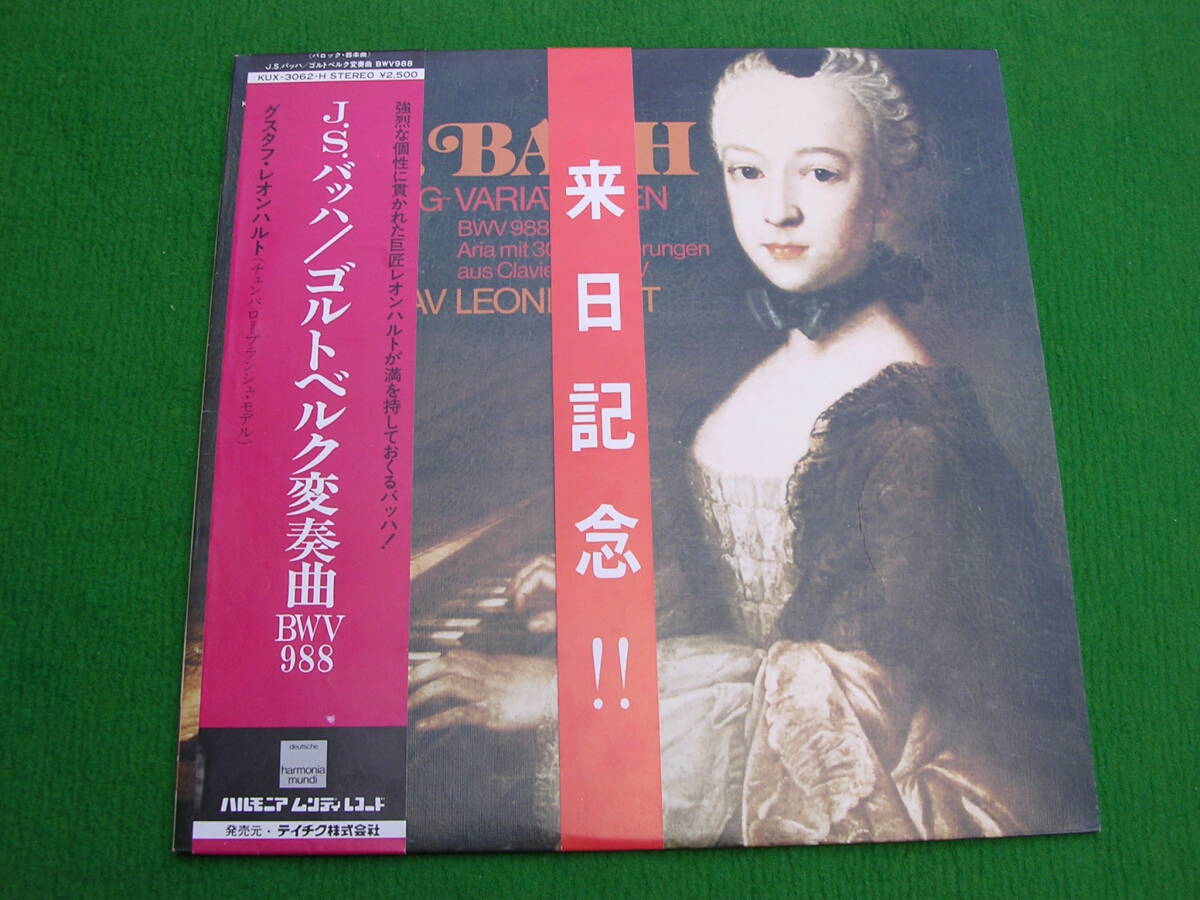 (バロック・器楽曲)
J.S.バッハ/ゴルトベルク変奏曲 BWV988
KUX-3062-H STEREO ¥2,500
強烈な個性に貫かれた巨匠レオンハルトが満を持しておくるバッハ!
J.S.バッハ/ゴルトベルク変奏曲
BWV
988
グスタフ・レオンハルト(チェンバロ=ブランシェ・モデル)
deutsche
harmonia
mundi
ハルモニア ムンディ レコード
発売元・テイチク株式会社
来日記念!!
BA H
G-VARIAT EN
BWV 988
Aria mit 30 rungen
aus Clavie V
AV LEON T